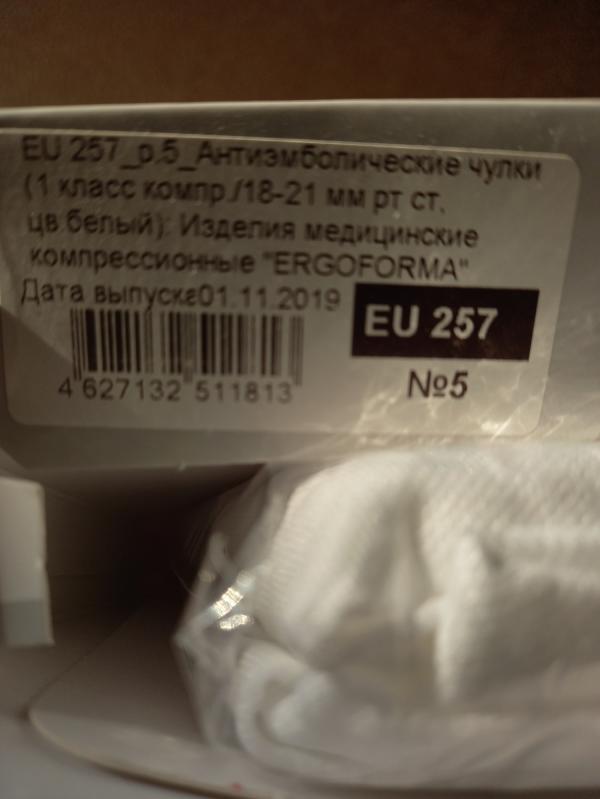 EU 257_р.5_Антиэмболические чулки
(1 класс компр./18-21 мм рт ст,
цв.белый): Изделия медицинские
компрессионные "ERGOFORMA"
Дата выпуска01.11.2019
EU 257
4 627132 511813
№5